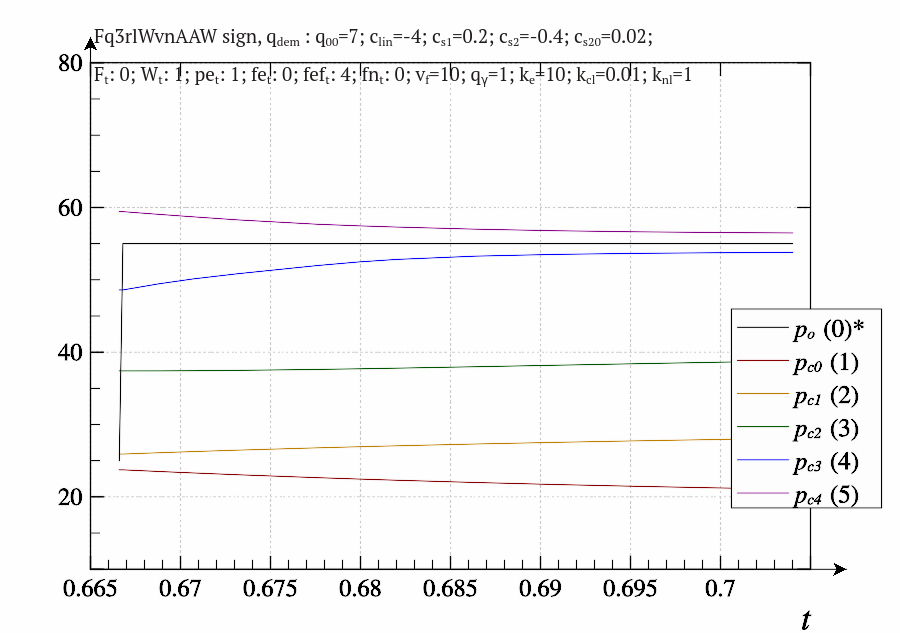 Fq3rlWvnAAW sign, qdem : q00=7; clin=-4; cs1=0.2; cs2=-0.4; cs20=0.02;
Ft: 0; Wt: 1; pet: 1; fet: 0; feft: 4; fnt: 0; vf=10; qγ=1; ke=10; kcl=0.01; knl=1
80
60
40
20
po (0)*
pc0 (1)
pc1 (2)
pc2 (3)
pc3 (4)
pc4 (5)
0.665 0.67 0.675 0.68 0.685 0.69 0.695 0.7
t